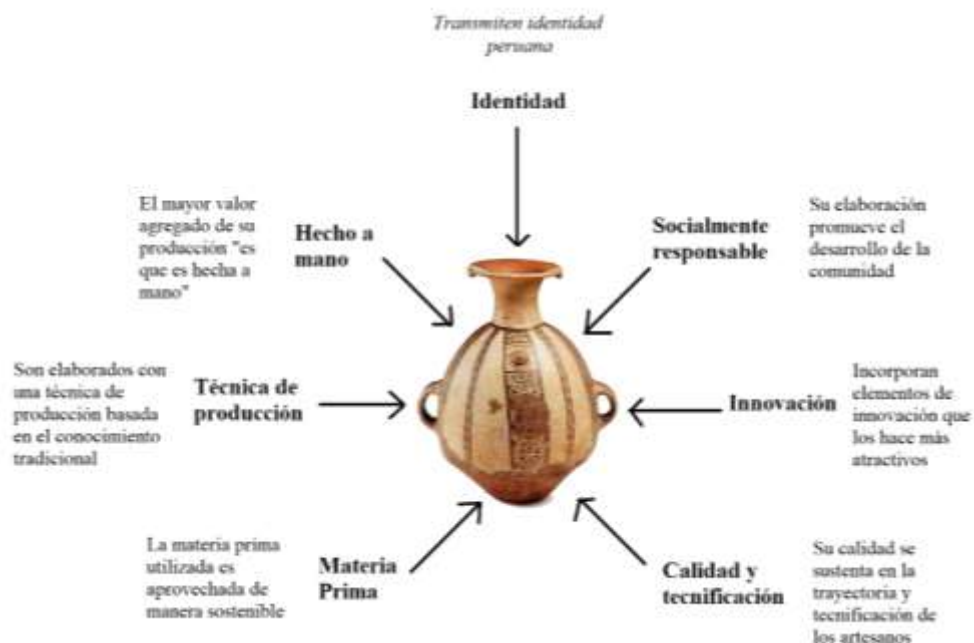 Transmiten identidad
peruana
Identidad
El mayor valor
agregado de su
producción "es
que es hecha a
mano"
Hecho a
mano
Socialmente
responsable
Su elaboración
promueve el
desarrollo de la
comunidad
Son elaborados con
una técnica de
producción basada
en el conocimiento
tradicional
Técnica de
producción
Innovación
Incorporan
elementos de
innovación que
los hace más
atractivos
La materia prima
utilizada es
aprovechada de
manera sostenible
Materia
Prima
Calidad y
tecnificación
Su calidad se
sustenta en la
trayectoria y
tecnificación de
los artesanos